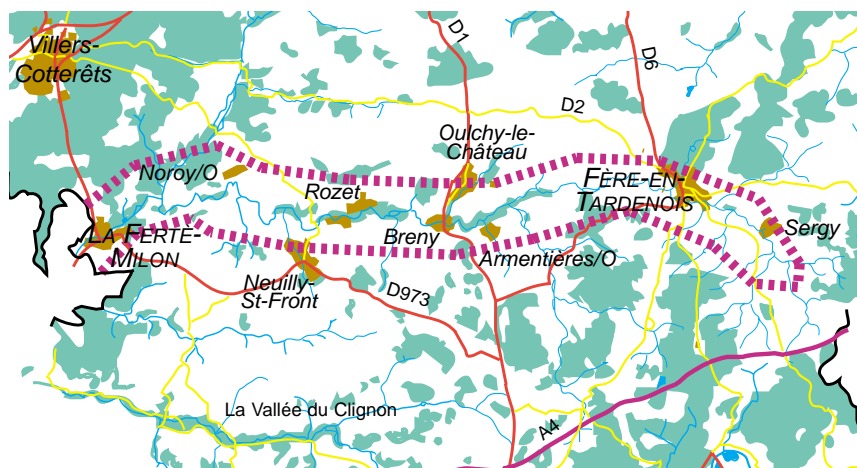 Villers-
Cotterêts
D1
D6
D2
Oulchy-le-
Château
Noroy/O
Rozet
FÈRE-EN-
TARDENOIS
Breny
Sergy
LA FERTÉ-
MILON
Armentières/O
Neuilly-
St-Front
D973
La Vallée du Clignon
A4